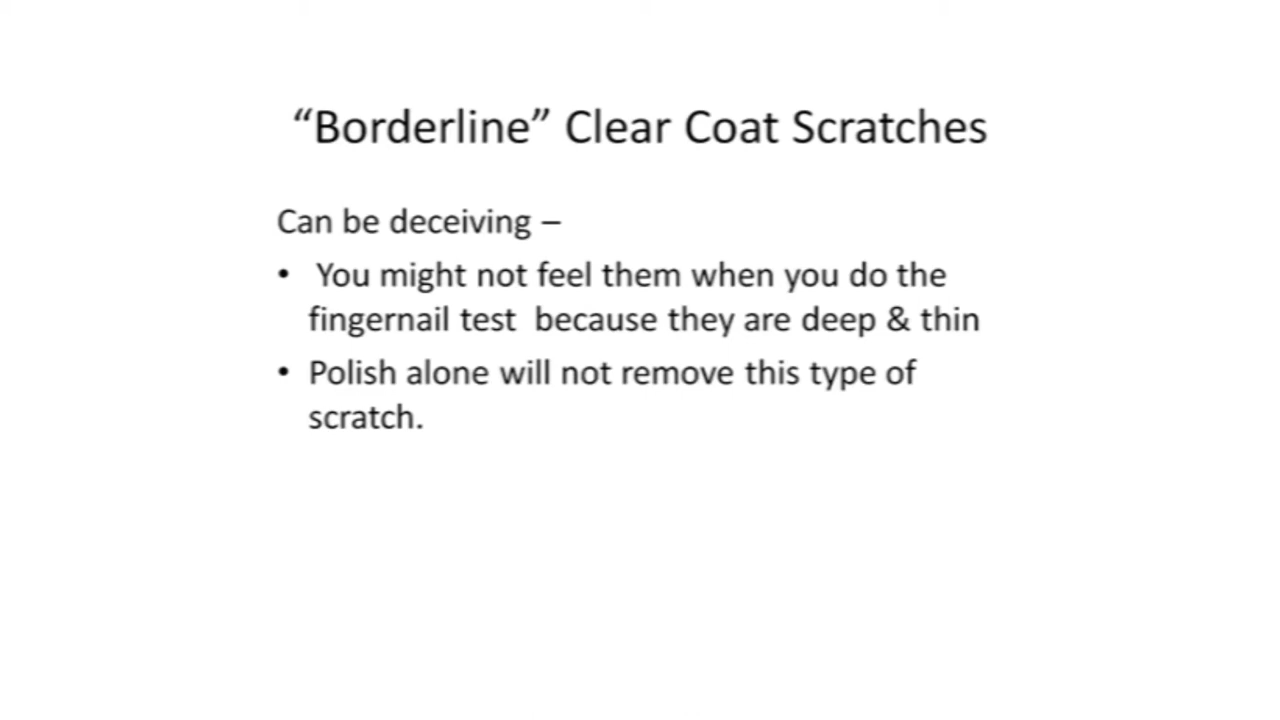 “Borderline” Clear Coat Scratches
Can be deceiving –
• You might not feel them when you do the
fingernail test  because they are deep & thin
• Polish alone will not remove this type of
scratch.